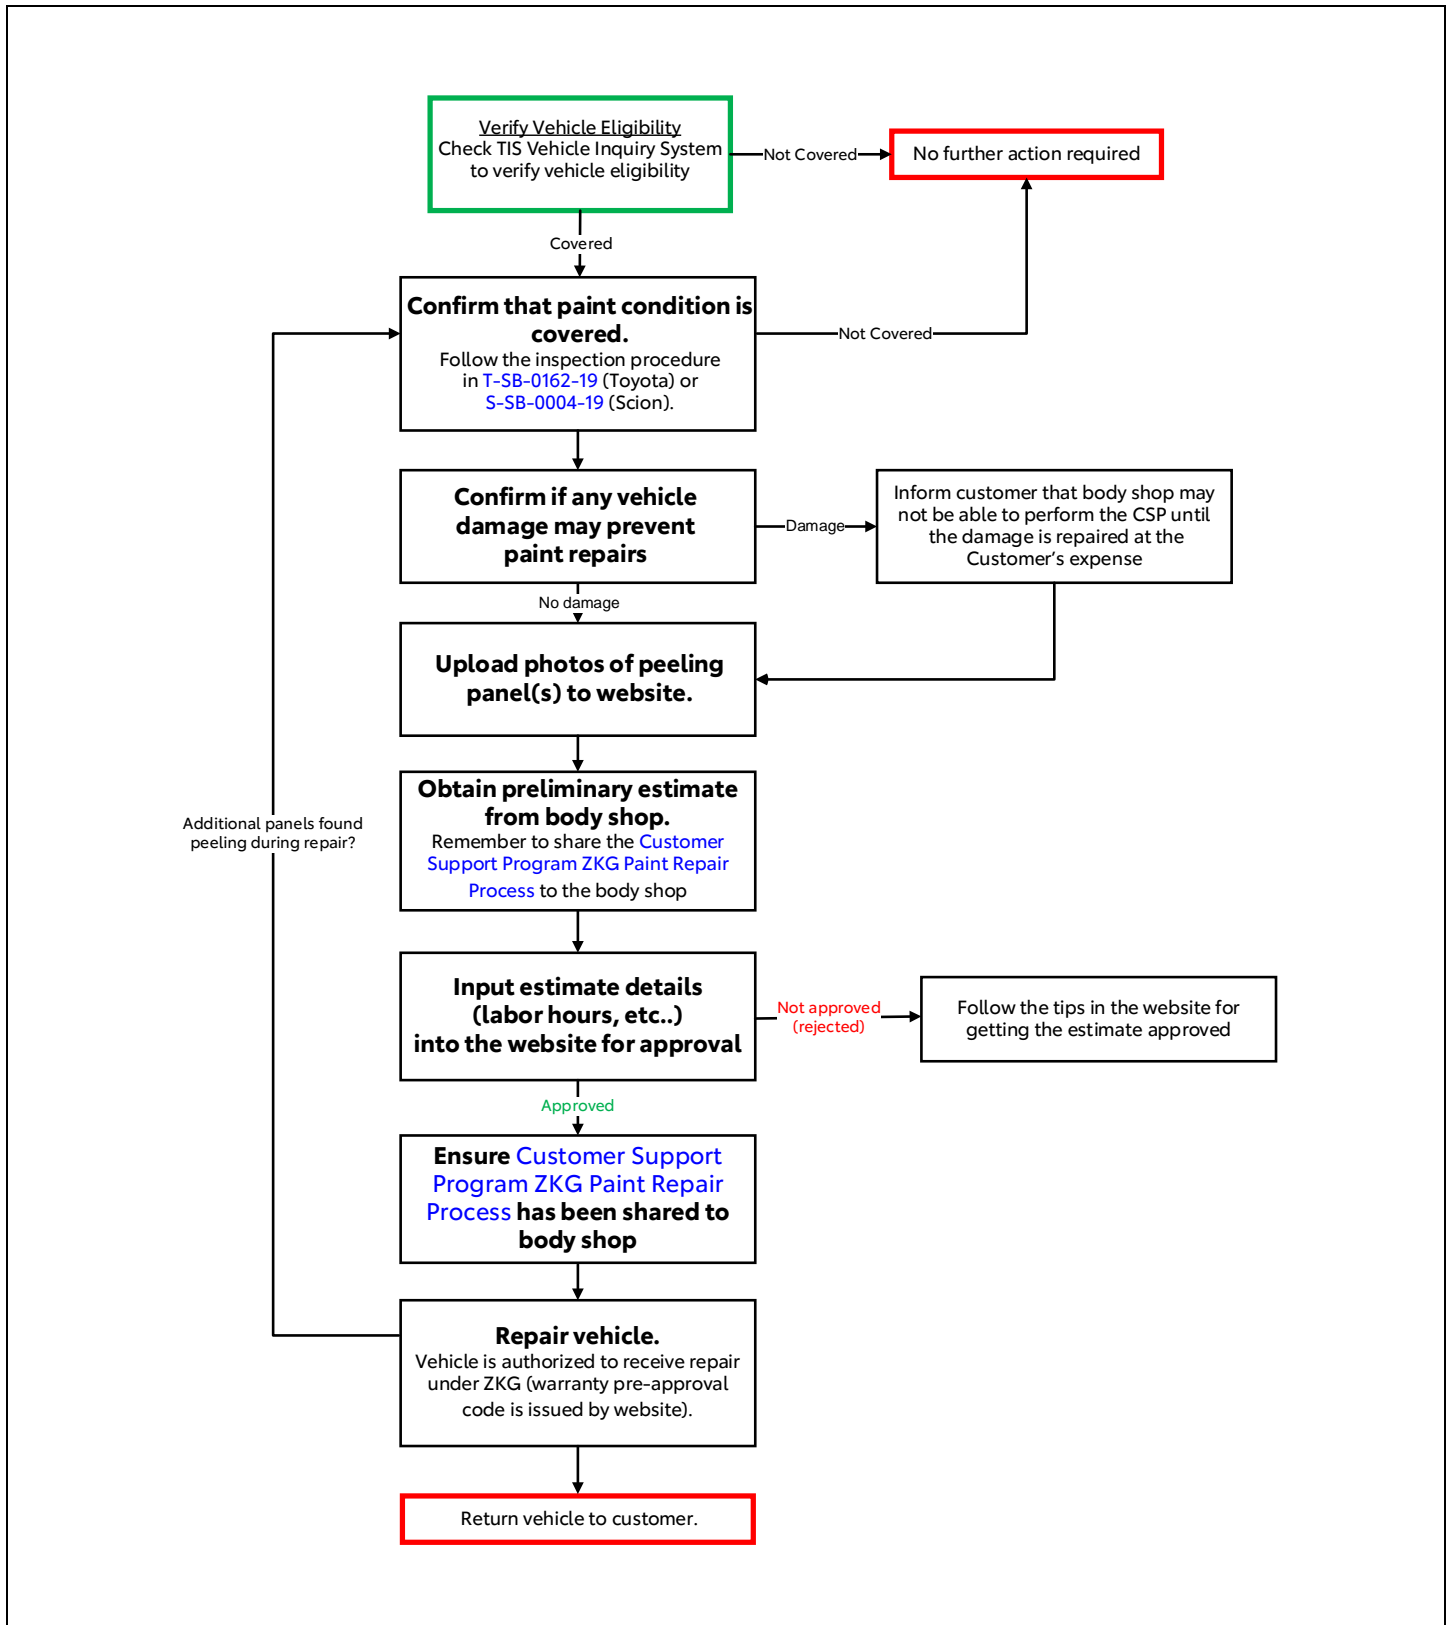 Verify Vehicle Eligibility
Check TIS Vehicle Inquiry System
to verify vehicle eligibility
Not Covered
No further action required
Covered
Confirm that paint condition is
covered.
Follow the inspection procedure
in T-SB-0162-19 (Toyota) or
S-SB-0004-19 (Scion).
Not Covered
Confirm if any vehicle
damage may prevent
paint repairs
Damage
Inform customer that body shop may
not be able to perform the CSP until
the damage is repaired at the
Customer's expense
No damage
Upload photos of peeling
panel(s) to website.
Obtain preliminary estimate
from body shop.
Remember to share the Customer
Support Program ZKG Paint Repair
Process to the body shop
Additional panels found
peeling during repair?
Input estimate details
(labor hours, etc..)
into the website for approval
Not approved
(rejected)
Follow the tips in the website for
getting the estimate approved
Approved
Ensure Customer Support
Program ZKG Paint Repair
Process has been shared to
body shop
Repair vehicle.
Vehicle is authorized to receive repair
under ZKG (warranty pre-approval
code is issued by website).
Return vehicle to customer.